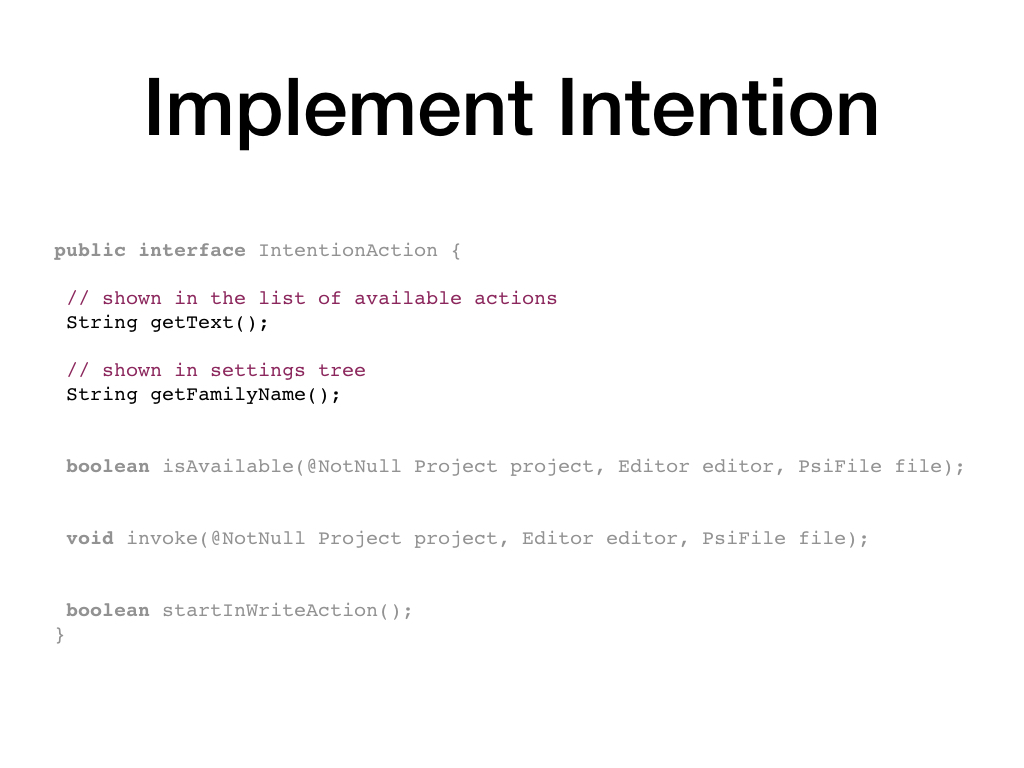 Implement Intention
public interface IntentionAction {
// shown in the list of available actions
String getText();
// shown in settings tree
String getFamilyName();
boolean isAvailable(@NotNull Project project, Editor editor, PsiFile file);
void invoke(@NotNull Project project, Editor editor, PsiFile file);
boolean startInWriteAction();
}